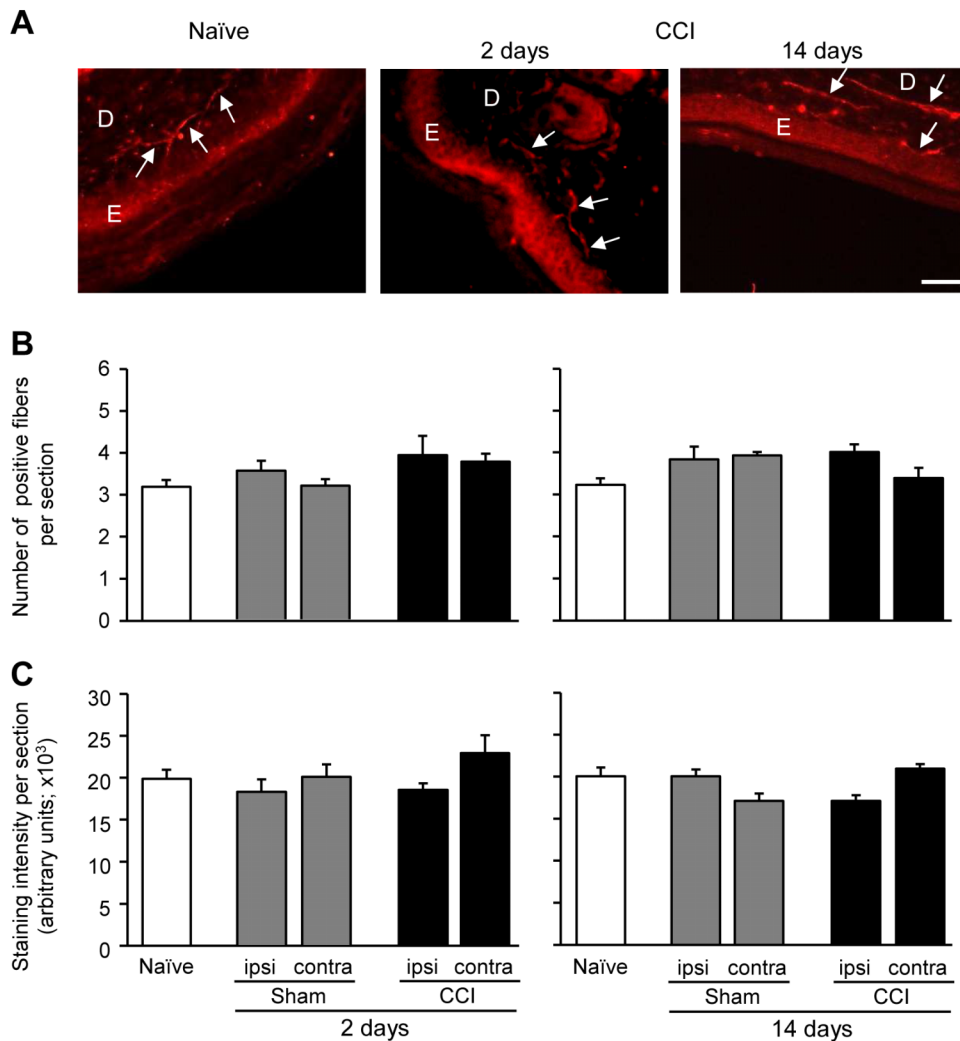 A
Naïve
CCI
2 days
14 days
D
E
D
E
D
E
B
Number of positive fibers
per section
6
5
4
3
2
1
0
C
Staining intensity per section
(arbitrary units; x10³)
30
25
20
15
10
5
0
Naïve
ipsi contra
ipsi contra
Sham
CCI
2 days
Naïve
ipsi contra
ipsi contra
Sham
CCI
14 days